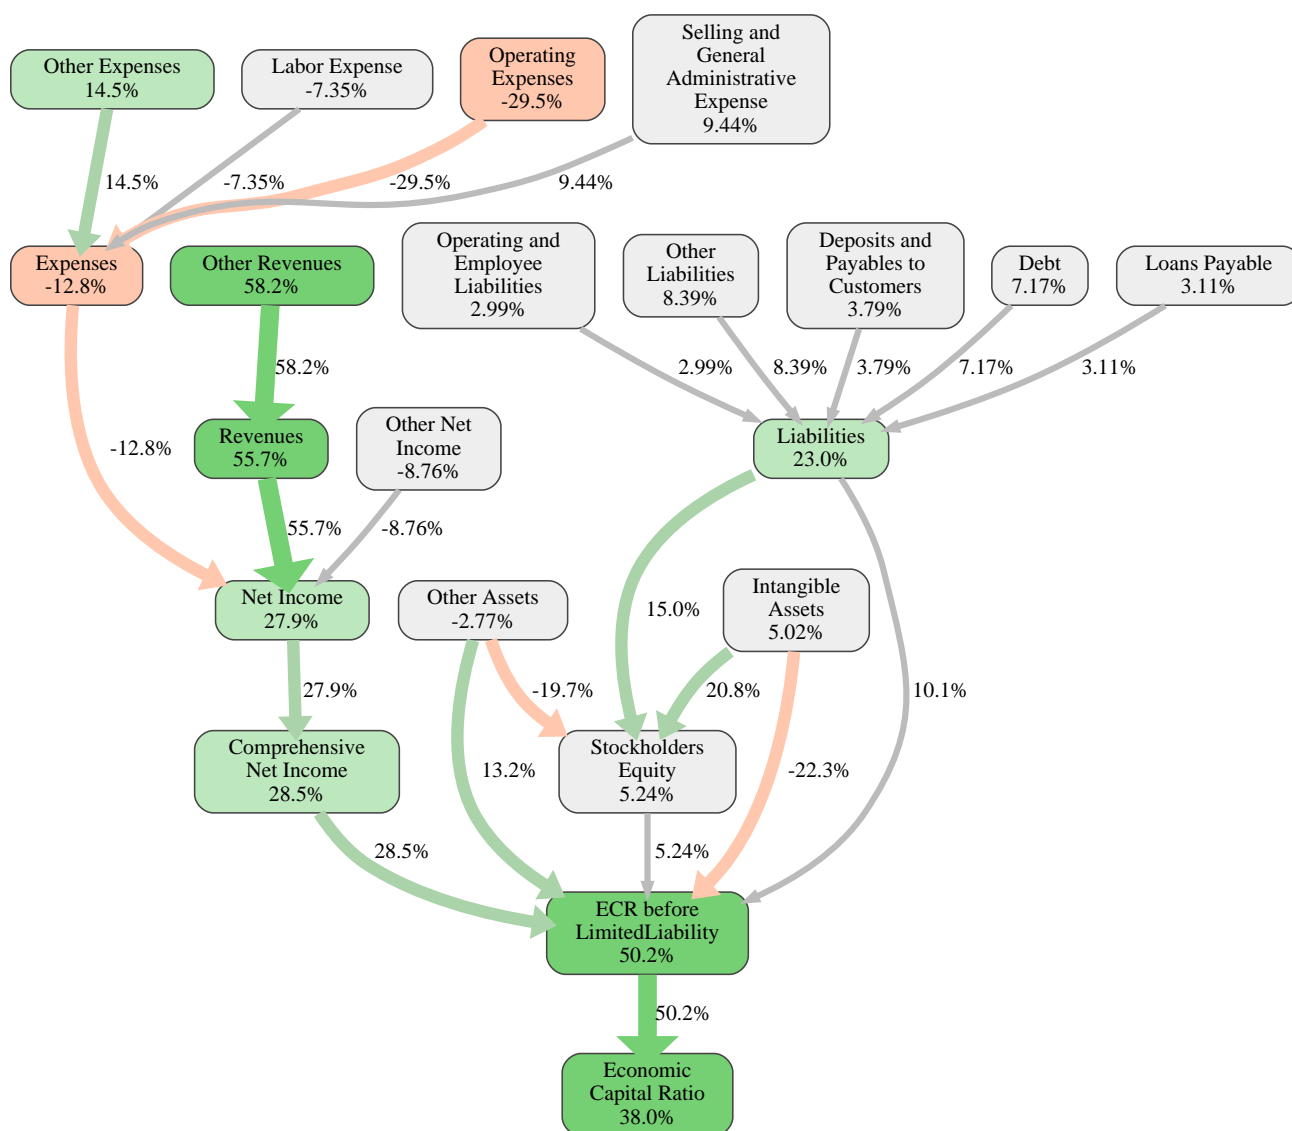 Other Expenses
14.5%
Labor Expense
-7.35%
Operating
Expenses
-29.5%
Selling and
General
Administrative
Expense
9.44%
14.5%
-7.35%
-29.5%
9.44%
Expenses
-12.8%
Other Revenues
58.2%
Operating and
Employee
Liabilities
2.99%
Other
Liabilities
8.39%
Deposits and
Payables to
Customers
3.79%
Debt
7.17%
Loans Payable
3.11%
58.2%
2.99%
8.39%
3.79%
7.17%
3.11%
-12.8%
Revenues
55.7%
Other Net
Income
-8.76%
Liabilities
23.0%
55.7%
-8.76%
Net Income
27.9%
Other Assets
-2.77%
15.0%
Intangible
Assets
5.02%
27.9%
-19.7%
20.8%
10.1%
Comprehensive
Net Income
28.5%
13.2%
Stockholders
Equity
5.24%
-22.3%
28.5%
5.24%
ECR before
LimitedLiability
50.2%
50.2%
Economic
Capital Ratio
38.0%